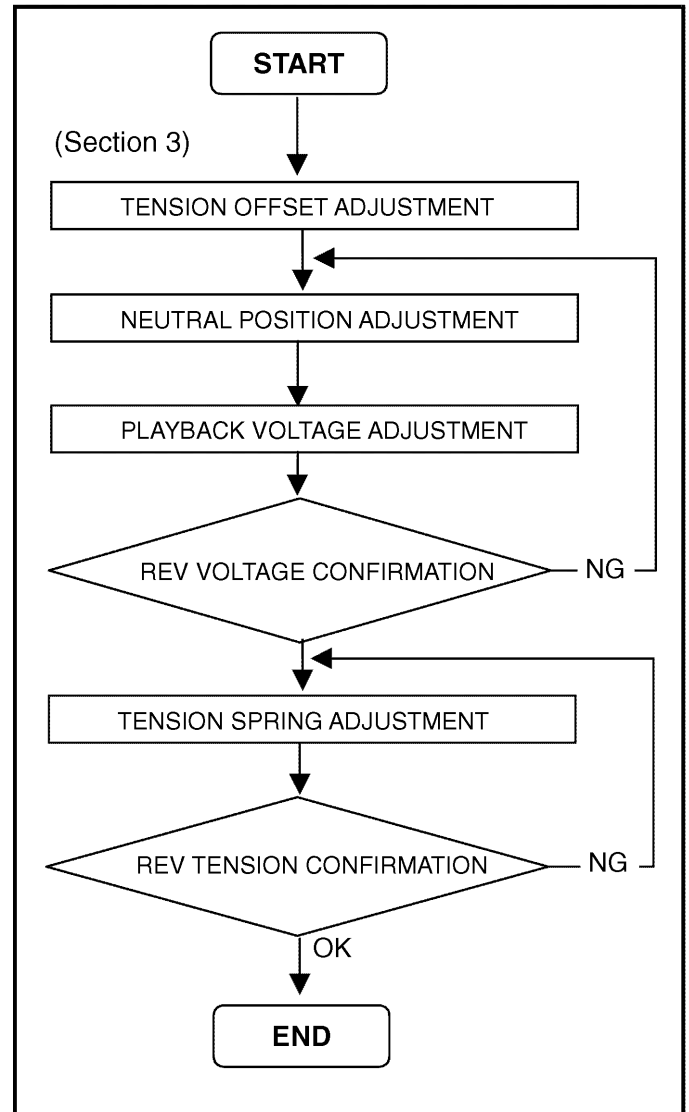 START
(Section 3)
TENSION OFFSET ADJUSTMENT
NEUTRAL POSITION ADJUSTMENT
PLAYBACK VOLTAGE ADJUSTMENT
REV VOLTAGE CONFIRMATION
NG
TENSION SPRING ADJUSTMENT
REV TENSION CONFIRMATION
NG
OK
END